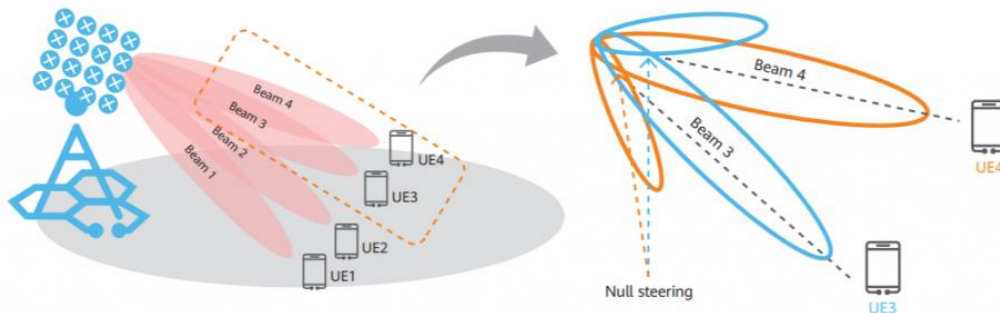 Beam 4
Beam 3
Beam 2
Beam 1
UE4
UE3
UE2
UE1
Beam 4
Beam 3
UE4
UE3
Null steering